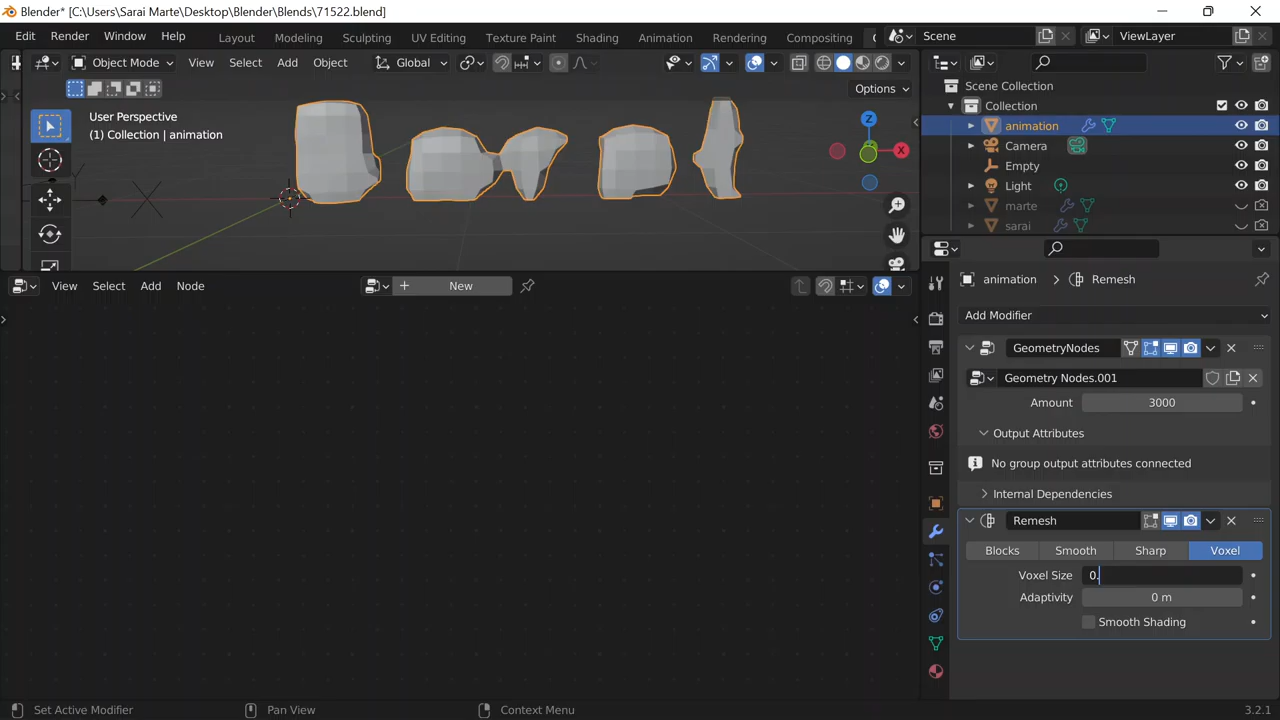 Blender* [C:\Users\Sarai Marte\Desktop\Blender\Blends\71522.blend]
Edit Render Window Help Layout Modeling Sculpting UV Editing Texture Paint Shading Animation Rendering Compositing Scene ViewLayer
Object Mode View Select Add Object Global
Options
User Perspective
(1) Collection | animation
Z
X
Y
Scene Collection
Collection
animation
Camera
Empty
Light
marte
sarai
View Select Add Node New
animation > Remesh
Add Modifier
GeometryNodes
Geometry Nodes.001
Amount 3000
Output Attributes
No group output attributes connected
Internal Dependencies
Remesh
Blocks Smooth Sharp Voxel
Voxel Size 0.
Adaptivity 0 m
Smooth Shading
Set Active Modifier Pan View Context Menu 3.2.1